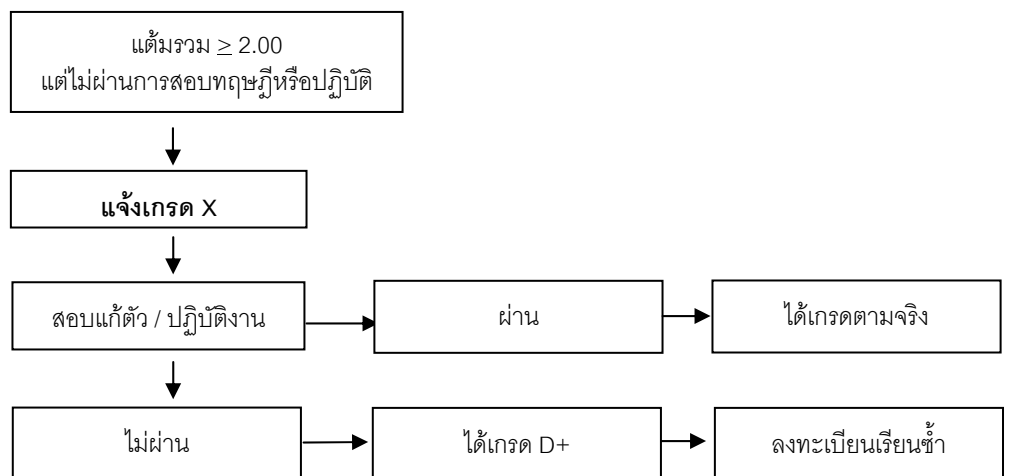 แต้มรวม ≥ 2.00
แต่ไม่ผ่านการสอบทฤษฎีหรือปฏิบัติ
แจ้งเกรด X
สอบแก้ตัว / ปฏิบัติงาน
ผ่าน
ได้เกรดตามจริง
ไม่ผ่าน
ได้เกรด D+
ลงทะเบียนเรียนซ้ำ